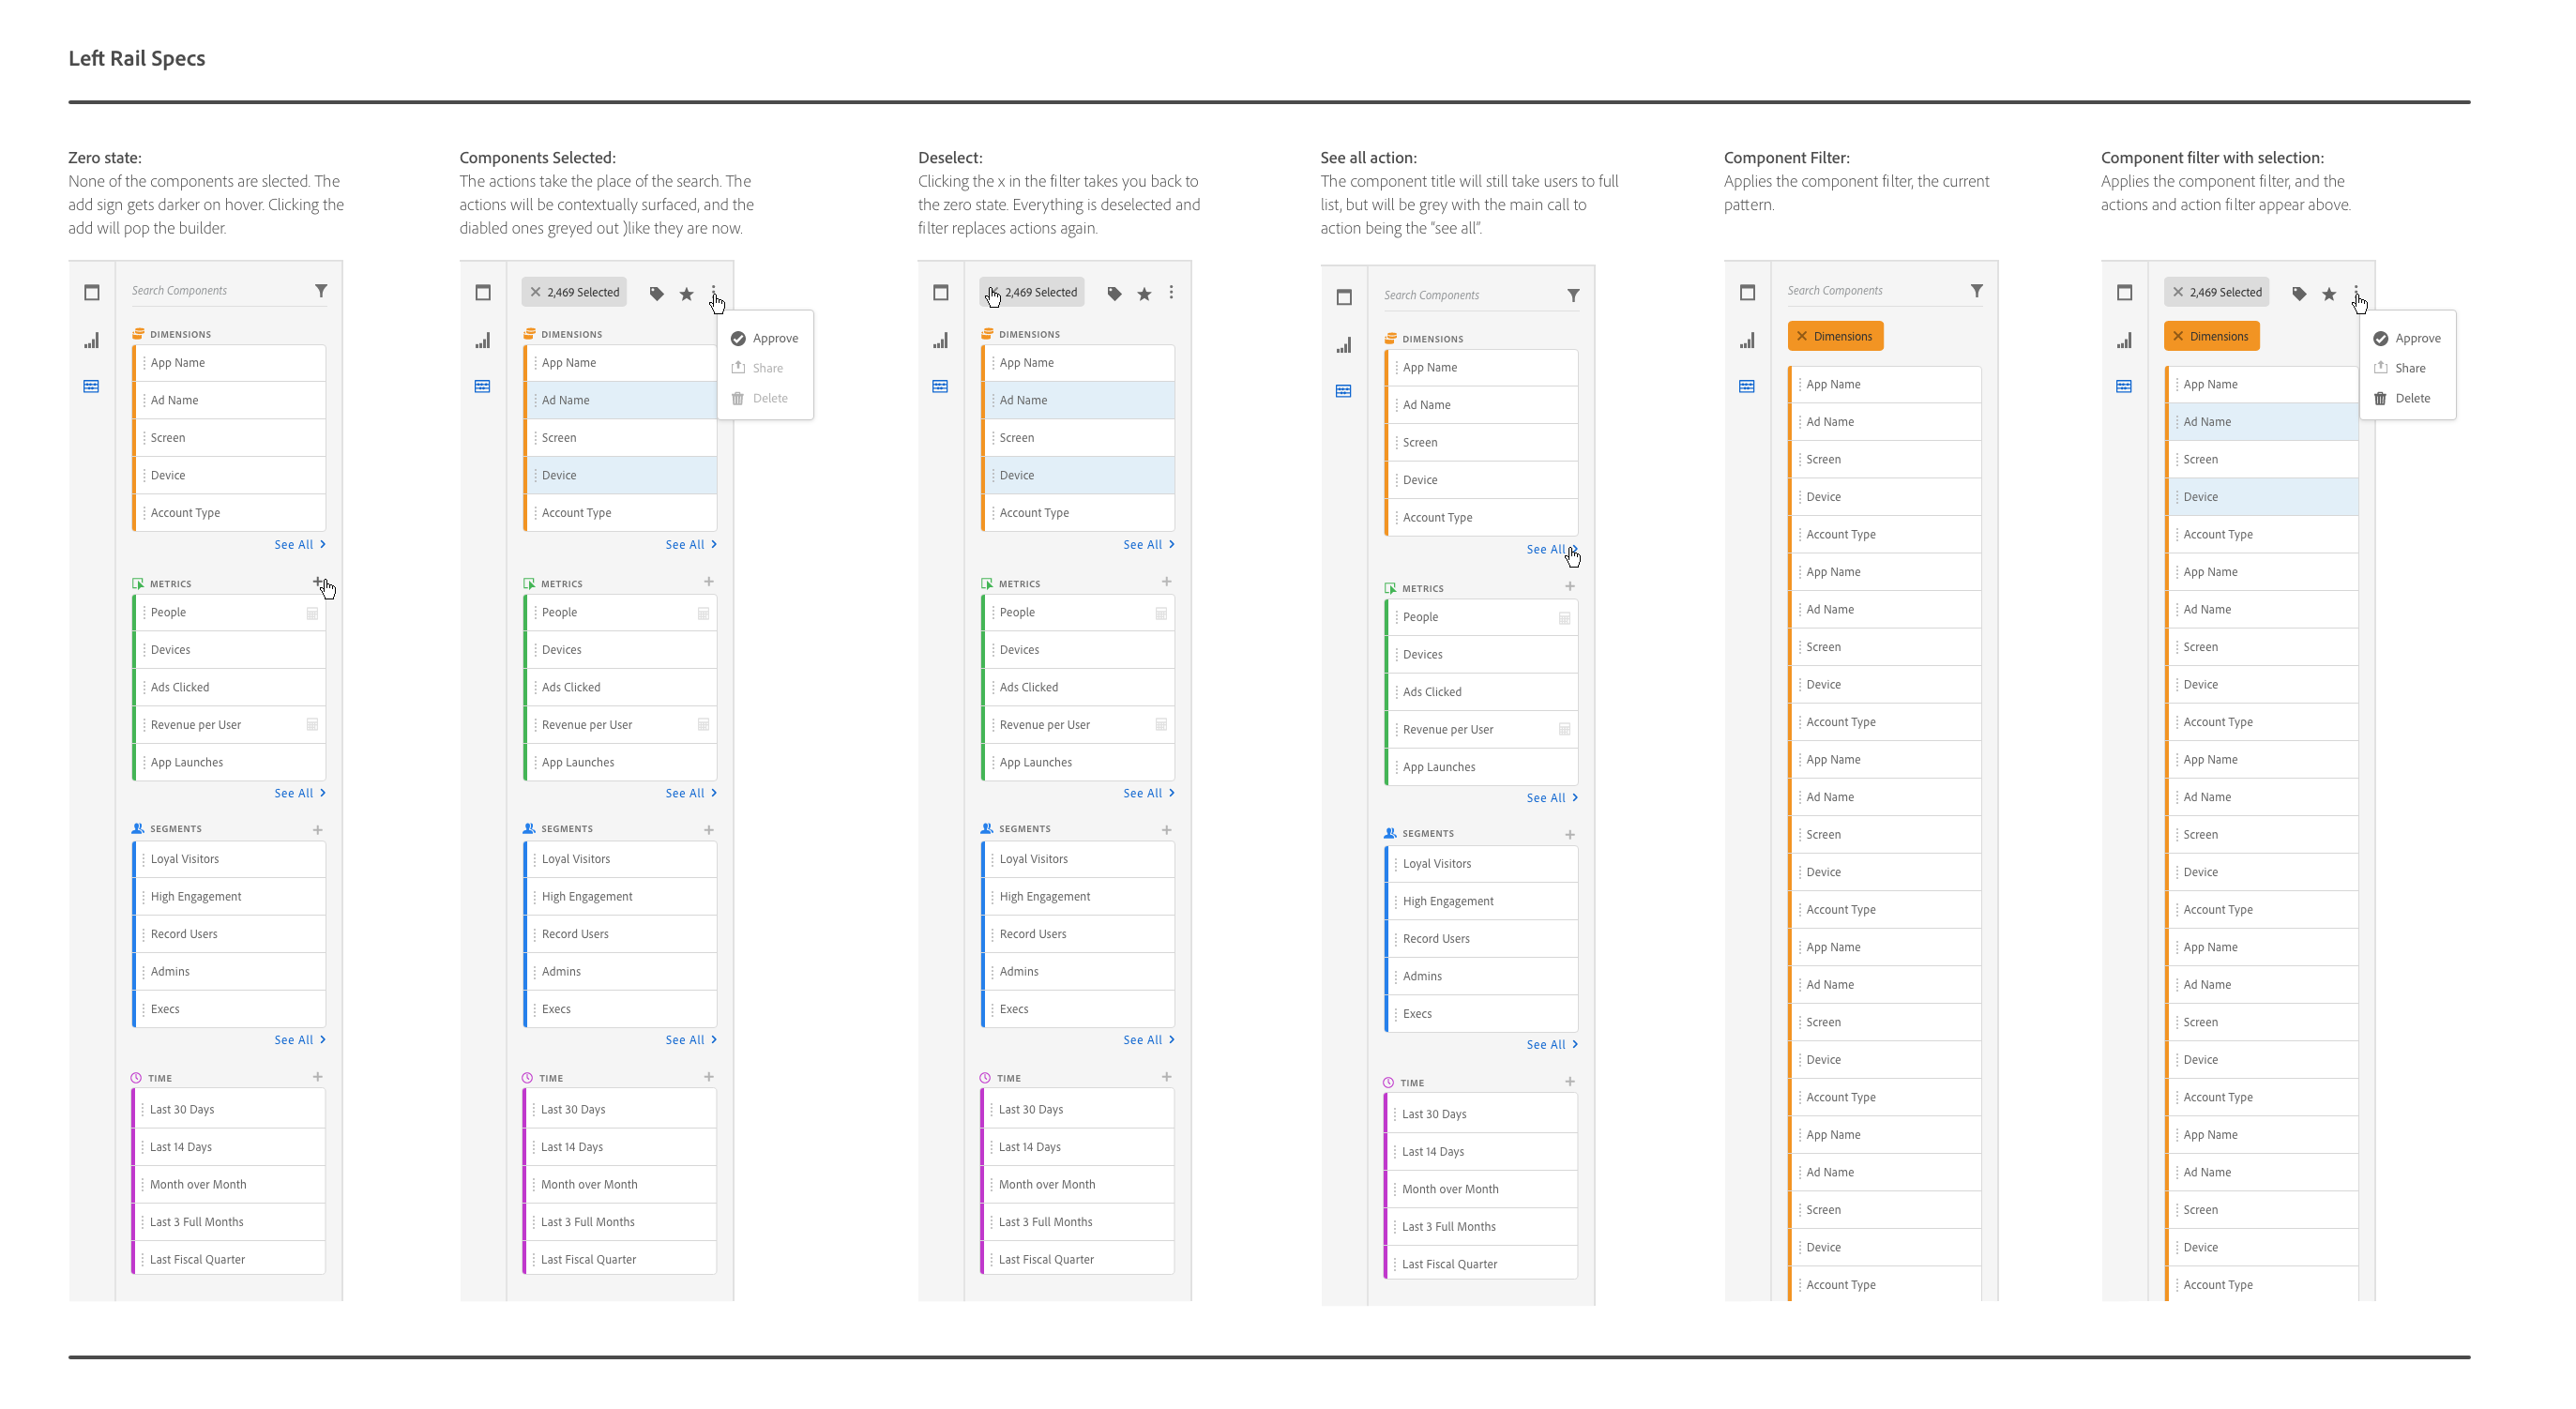 Left Rail Specs
Zero state:
None of the components are slected. The
add sign gets darker on hover. Clicking the
add will pop the builder.
Search Components
DIMENSIONS
App Name
Ad Name
Screen
Device
Account Type
See All
METRICS
People
Devices
Ads Clicked
Revenue per User
App Launches
See All
SEGMENTS
Loyal Visitors
High Engagement
Record Users
Admins
Execs
See All
TIME
Last 30 Days
Last 14 Days
Month over Month
Last 3 Full Months
Last Fiscal Quarter
Components Selected:
The actions take the place of the search. The
actions will be contextually surfaced, and the
diabled ones greyed out )like they are now.
2,469 Selected
Approve
Share
Delete
DIMENSIONS
App Name
Ad Name
Screen
Device
Account Type
See All
METRICS
People
Devices
Ads Clicked
Revenue per User
App Launches
See All
SEGMENTS
Loyal Visitors
High Engagement
Record Users
Admins
Execs
See All
TIME
Last 30 Days
Last 14 Days
Month over Month
Last 3 Full Months
Last Fiscal Quarter
Deselect:
Clicking the x in the filter takes you back to
the zero state. Everything is deselected and
filter replaces actions again.
2,469 Selected
DIMENSIONS
App Name
Ad Name
Screen
Device
Account Type
See All
METRICS
People
Devices
Ads Clicked
Revenue per User
App Launches
See All
SEGMENTS
Loyal Visitors
High Engagement
Record Users
Admins
Execs
See All
TIME
Last 30 Days
Last 14 Days
Month over Month
Last 3 Full Months
Last Fiscal Quarter
See all action:
The component title will still take users to full
list, but will be grey with the main call to
action being the “see all”.
Search Components
DIMENSIONS
App Name
Ad Name
Screen
Device
Account Type
See All
METRICS
People
Devices
Ads Clicked
Revenue per User
App Launches
See All
SEGMENTS
Loyal Visitors
High Engagement
Record Users
Admins
Execs
See All
TIME
Last 30 Days
Last 14 Days
Month over Month
Last 3 Full Months
Last Fiscal Quarter
Component Filter:
Applies the component filter, the current
pattern.
Search Components
Dimensions
App Name
Ad Name
Screen
Device
Account Type
App Name
Ad Name
Screen
Device
Account Type
App Name
Ad Name
Screen
Device
Account Type
App Name
Ad Name
Screen
Device
Account Type
App Name
Ad Name
Screen
Device
Account Type
Component filter with selection:
Applies the component filter, and the
actions and action filter appear above.
2,469 Selected
Dimensions
Approve
Share
Delete
App Name
Ad Name
Screen
Device
Account Type
App Name
Ad Name
Screen
Device
Account Type
App Name
Ad Name
Screen
Device
Account Type
App Name
Ad Name
Screen
Device
Account Type
App Name
Ad Name
Screen
Device
Account Type